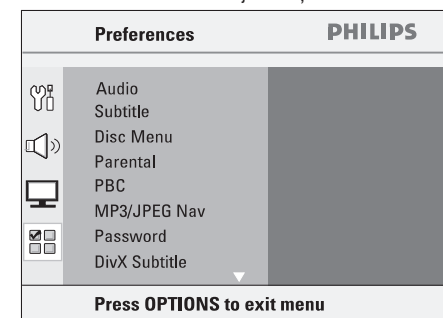 Preferences PHILIPS
Audio
Subtitle
Disc Menu
Parental
PBC
MP3/JPEG Nav
Password
DivX Subtitle
Press OPTIONS to exit menu